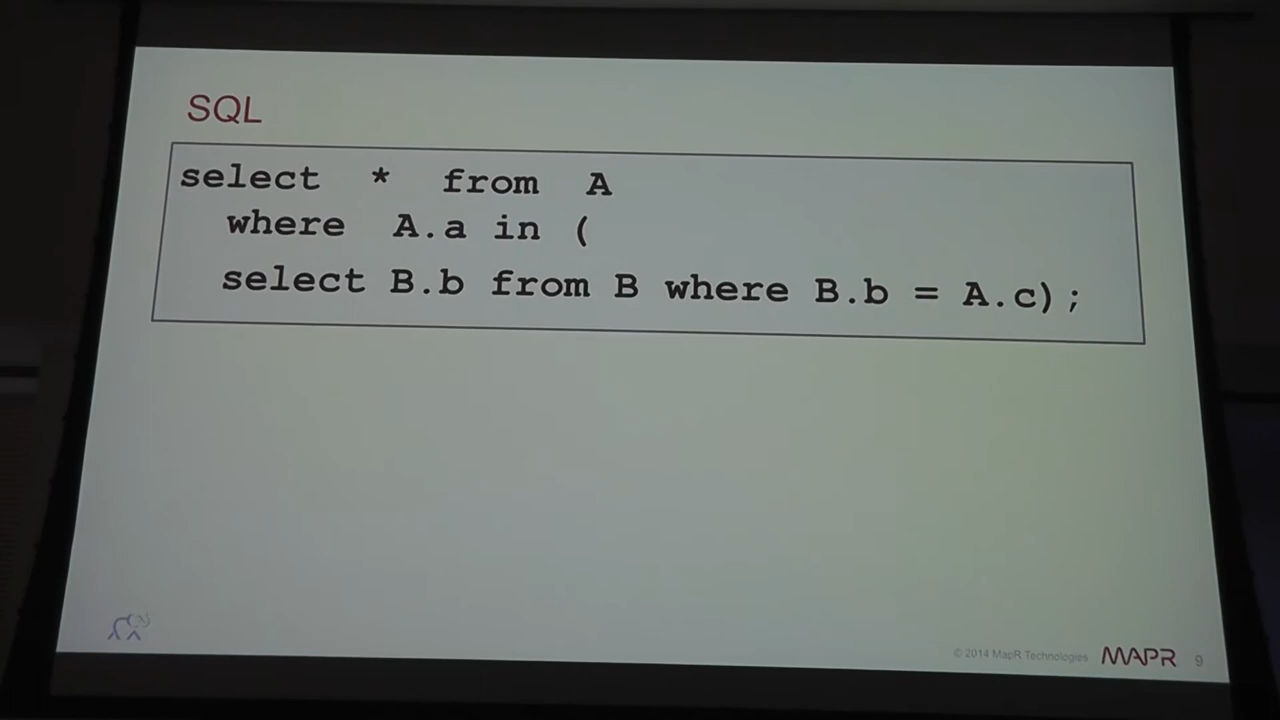 SQL
select * from A
where A.a in (
select B.b from B where B.b = A.c);
© 2014 MapR Technologies MAPR 9